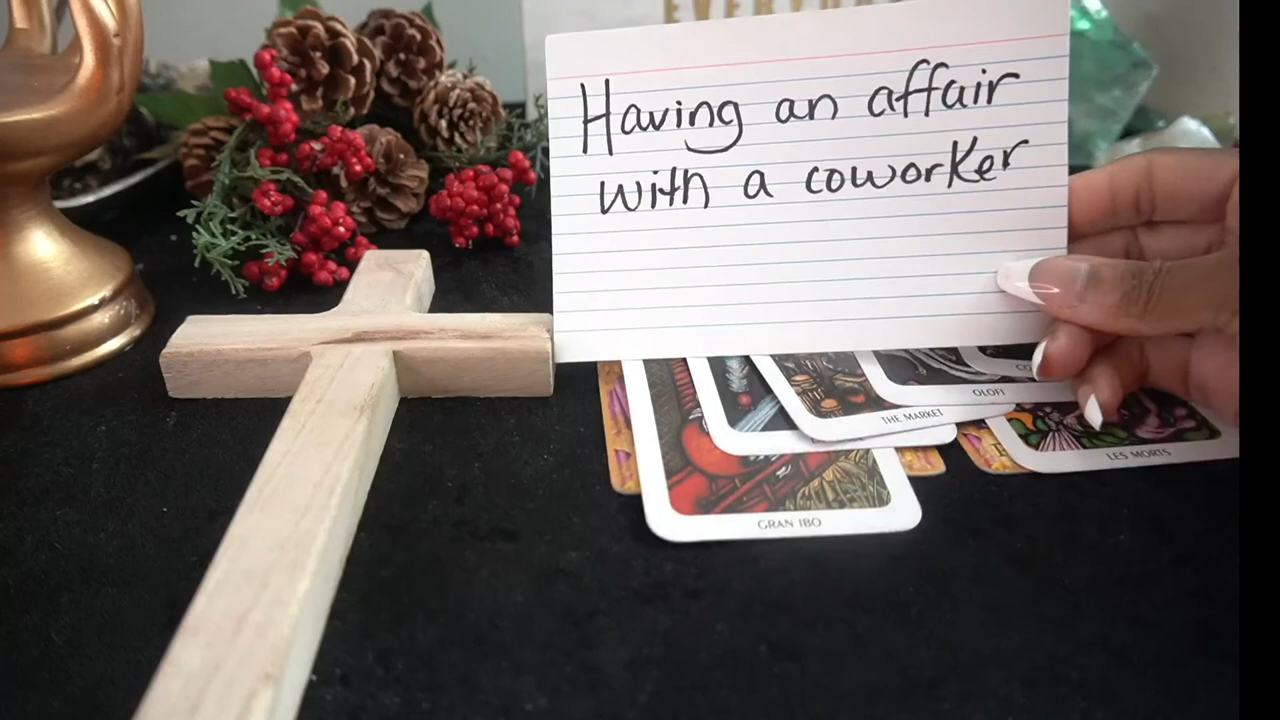 Having an affair
with a coworker
THE MARKET
OLOFI
LES MORTS
GRAN IBO